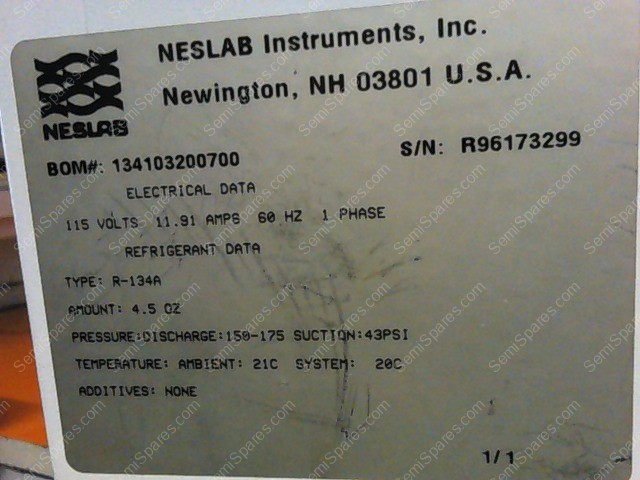 NESLAB Instruments, Inc.
Newington, NH 03801 U.S.A.
NESLAB
S/N: R96173299
BOM#: 134103200700
ELECTRICAL DATA
115 VOLTS 11.91 AMPS 60 HZ 1 PHASE
REFRIGERANT DATA
TYPE: R-134A
AMOUNT: 4.5 OZ
PRESSURE:DISCHARGE:150-175 SUCTION:43PSI
TEMPERATURE: AMBIENT: 21C SYSTEM: 20C
ADDITIVES: NONE
1/1
SemiSpares.com